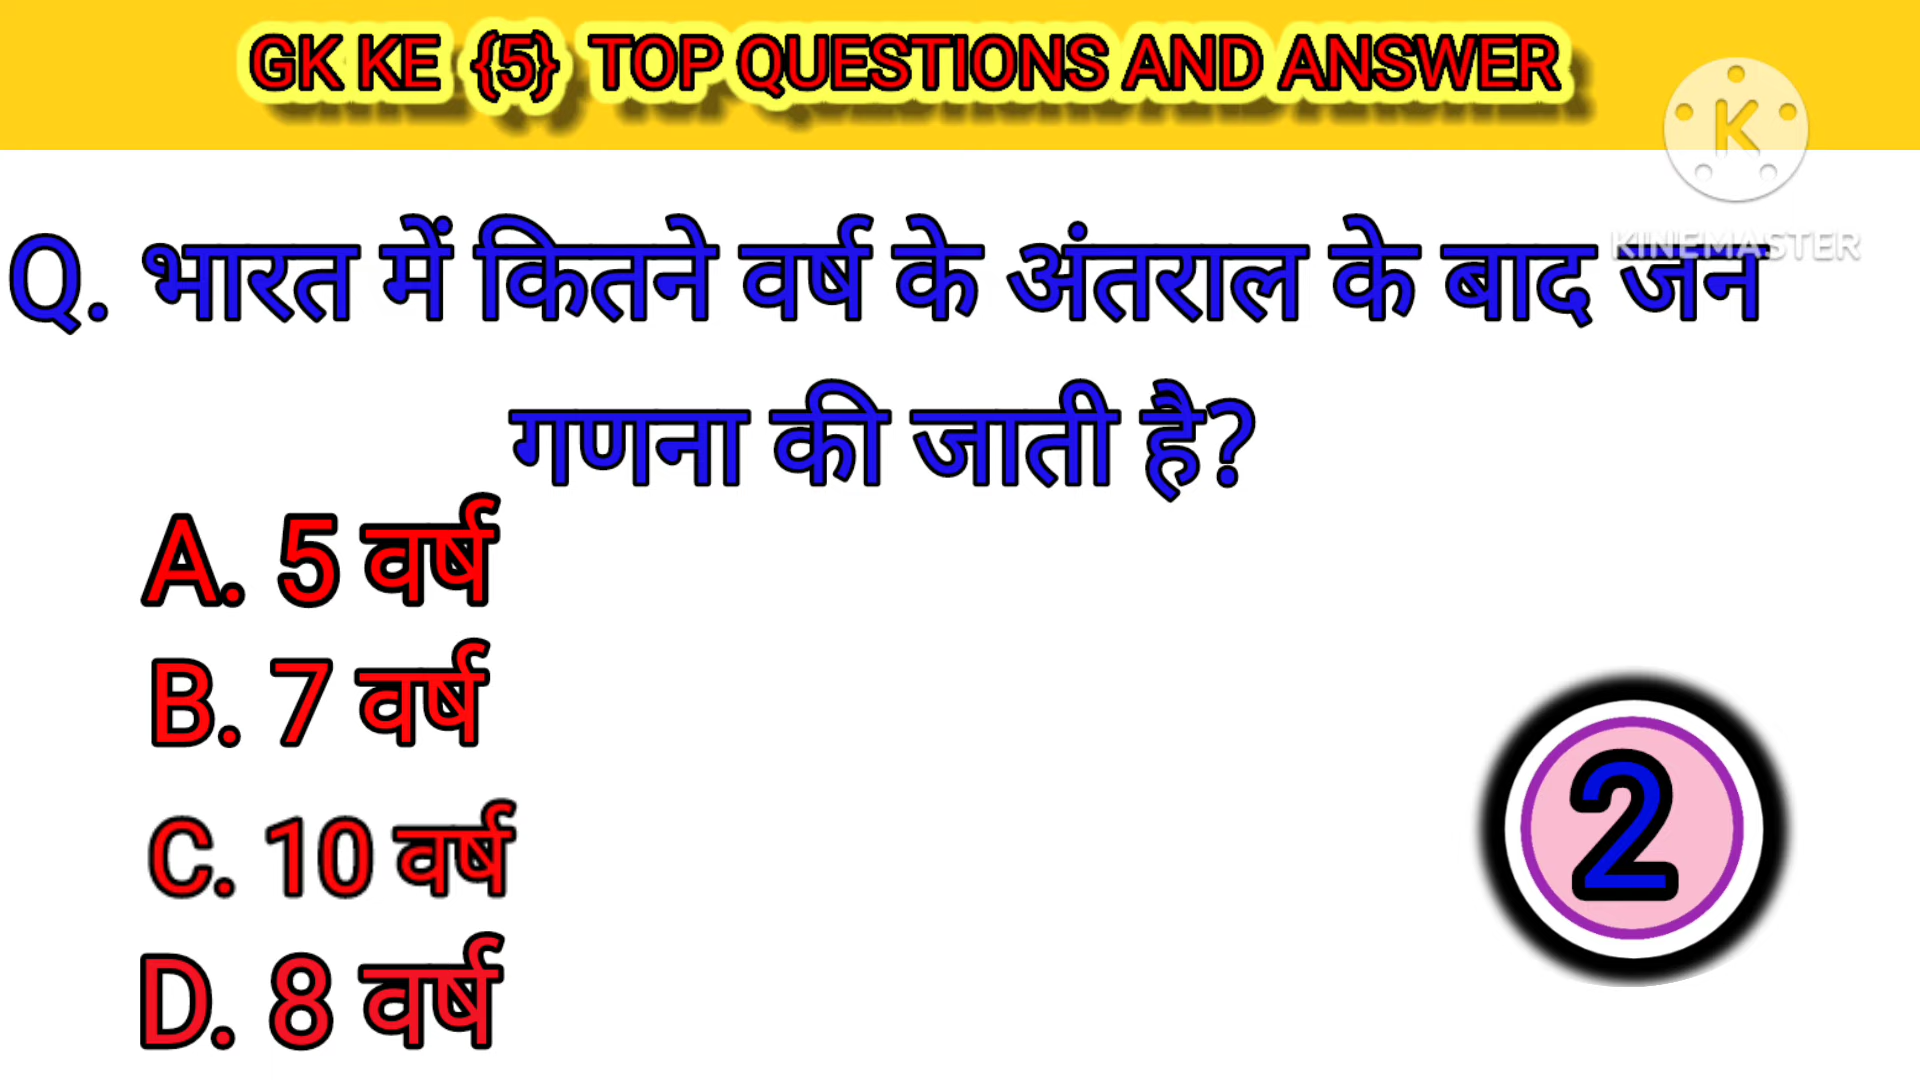 GK KE {5} TOP QUESTIONS AND ANSWER
K
KINEMASTER
Q. भारत में कितने वर्ष के अंतराल के बाद जन
गणना की जाती है?
A. 5 वर्ष
B. 7 वर्ष
C. 10 वर्ष
D. 8 वर्ष
2